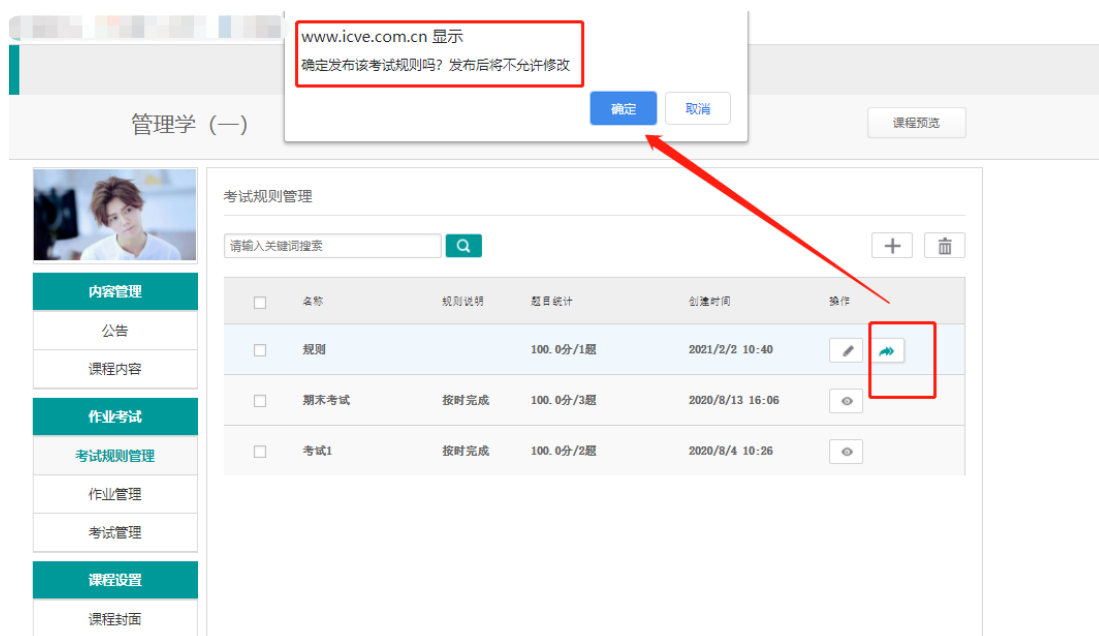 www.icve.com.cn 显示
确定发布该考试规则吗？发布后将不允许修改
确定
取消
管理学（一）
课程预览
考试规则管理
请输入关键词搜索
内容管理
公告
课程内容
作业考试
考试规则管理
作业管理
考试管理
课程设置
课程封面
名称 规则说明 题目统计 创建时间 操作
规则 100.0分/1题 2021/2/2 10:40
期末考试 按时完成 100.0分/3题 2020/8/13 16:06
考试1 按时完成 100.0分/2题 2020/8/4 10:26